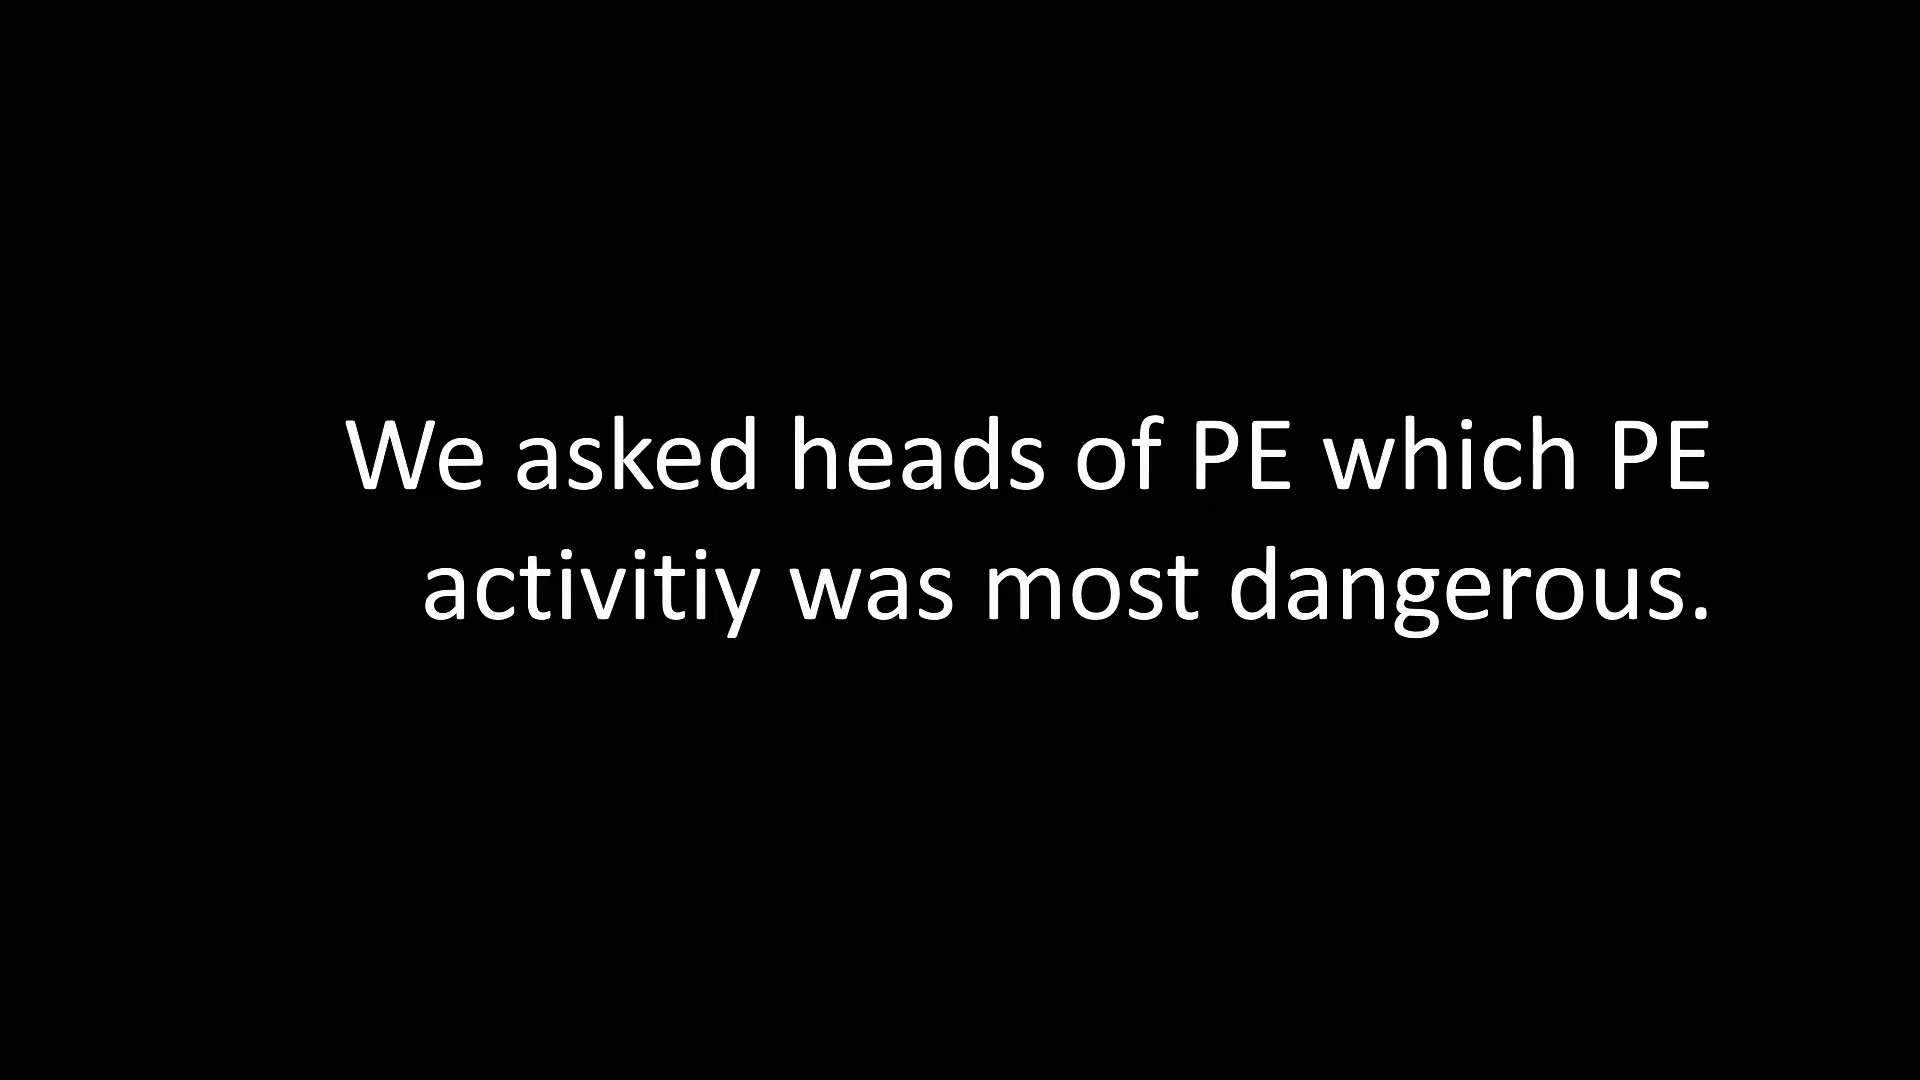 We asked heads of PE which PE
activitiy was most dangerous.